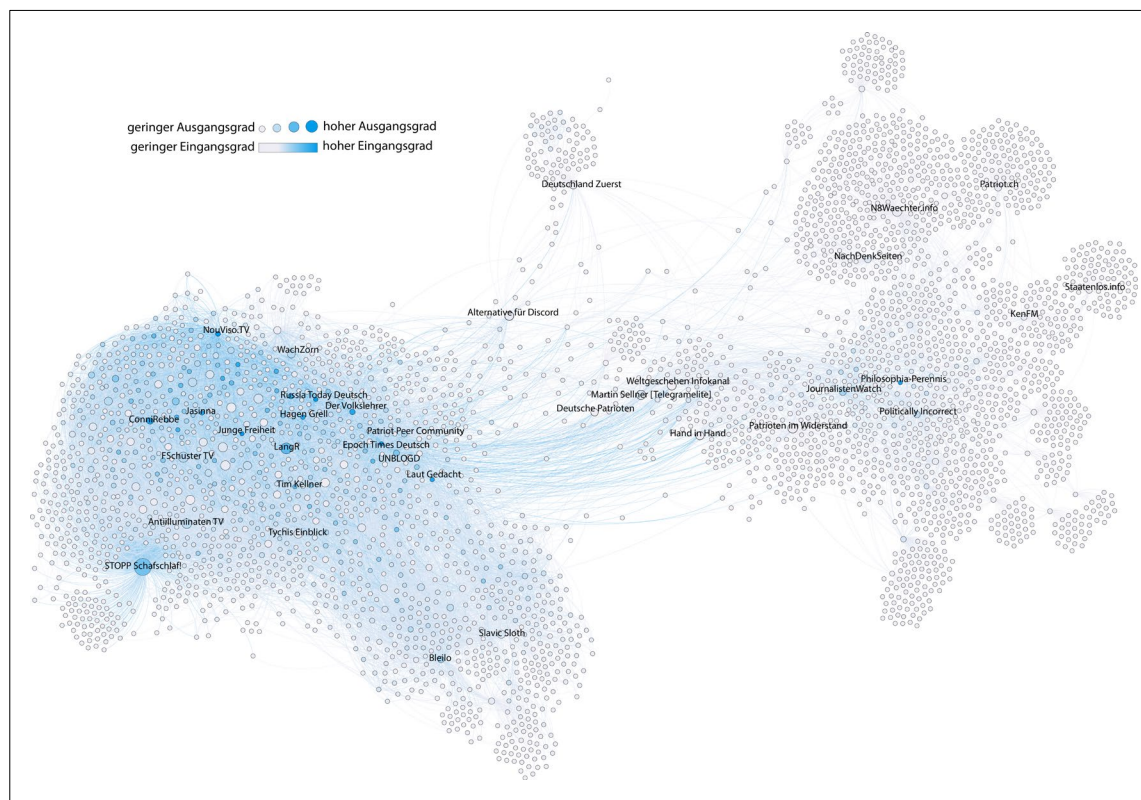 geringer Ausgangsgrad hoher Ausgangsgrad
geringer Eingangsgrad hoher Eingangsgrad
Deutschland Zuerst
Patriot.ch
N8Waechter.info
NachDenkSeiten
Staatenlos.info
KenFM
Alternative für Discord
NouViso.TV
WachZorn
Weltgeschehen Infokanal
Philosophia-Perennis
JournalistenWatch
Martin Sellner [Telegramelite]
Russia Today Deutsch
Der Volkslehrer
Deutsche Patrioten
Jasinna
Hagen Grell
Politically Incorrect
ConniRebbe
Patrioten im Widerstand
Junge Freiheit
Patriot Peer Community
Hand in Hand
Epoch Times Deutsch
LangR
FSchuster TV
UNBLOGD
Laut Gedacht
Tim Kellner
Antiilluminaten TV
Tychis Einblick
STOPP Schafschlaf!
Slavic Sloth
Bleilo